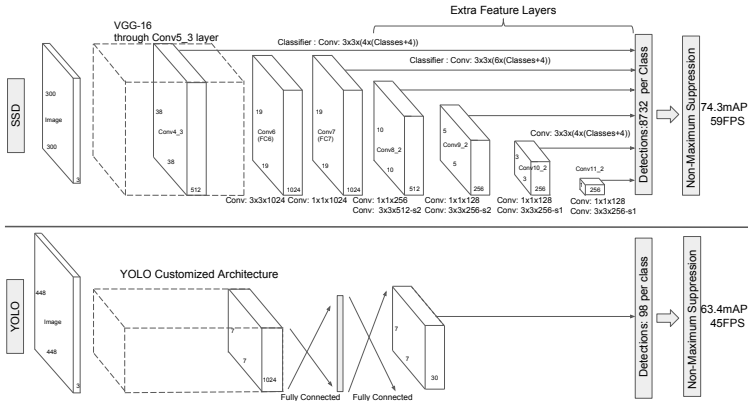 Extra Feature Layers
VGG-16
through Conv5_3 layer
Classifier : Conv: 3x3x(4x(Classes+4))
Classifier : Conv: 3x3x(6x(Classes+4))
SSD
300
Image
300
3
38
Conv4_3
38
512
19
Conv6
(FC6)
19
1024
19
Conv7
(FC7)
19
1024
10
Conv8_2
10
512
5
Conv9_2
5
256
Conv: 3x3x(4x(Classes+4))
3
Conv10_2
3
256
Conv11_2
1
256
Conv: 3x3x1024
Conv: 1x1x1024
Conv: 1x1x256
Conv: 3x3x512-s2
Conv: 1x1x128
Conv: 3x3x256-s2
Conv: 1x1x128
Conv: 3x3x256-s1
Conv: 1x1x128
Conv: 3x3x256-s1
Detections:8732 per Class
Non-Maximum Suppression
74.3mAP
59FPS
YOLO
448
Image
448
3
YOLO Customized Architecture
7
7
1024
Fully Connected
Fully Connected
7
7
30
Detections: 98 per class
Non-Maximum Suppression
63.4mAP
45FPS